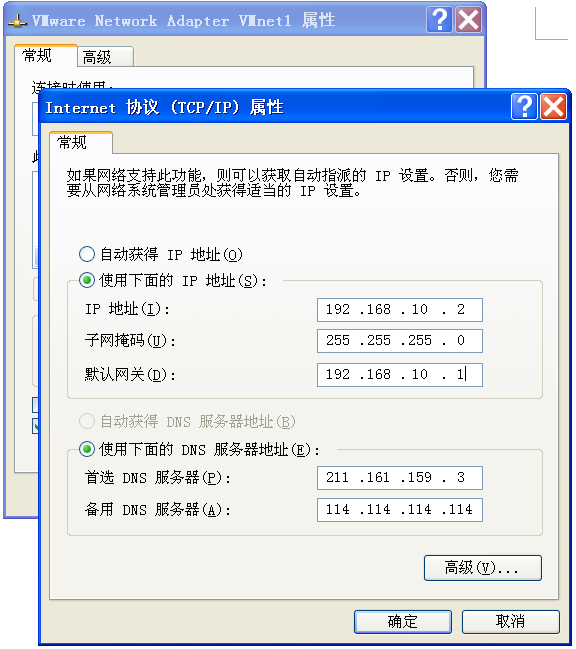 VMware Network Adapter VMnet1 属性
常规
高级
连接时使用:
Internet 协议 (TCP/IP) 属性
常规
如果网络支持此功能，则可以获取自动指派的 IP 设置。否则，您需
要从网络系统管理员处获得适当的 IP 设置。
自动获得 IP 地址(O)
使用下面的 IP 地址(S):
IP 地址(I): 192 .168 . 10 . 2
子网掩码(U): 255 .255 .255 . 0
默认网关(D): 192 .168 . 10 . 1
自动获得 DNS 服务器地址(B)
使用下面的 DNS 服务器地址(E):
首选 DNS 服务器(P): 211 .161 .159 . 3
备用 DNS 服务器(A): 114 .114 .114 .114
高级(V)...
确定
取消